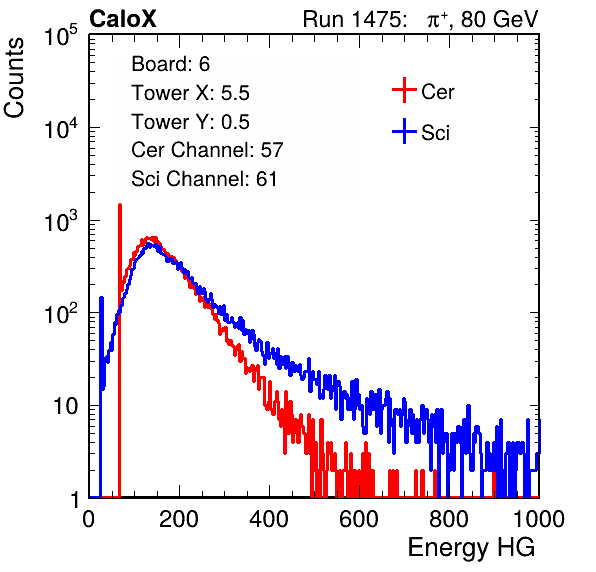 CaloX Run 1475: π⁺, 80 GeV
Board: 6
Tower X: 5.5
Tower Y: 0.5
Cer Channel: 57
Sci Channel: 61
Cer
Sci
Counts
10⁵
10⁴
10³
10²
10
1
0 200 400 600 800 1000
Energy HG